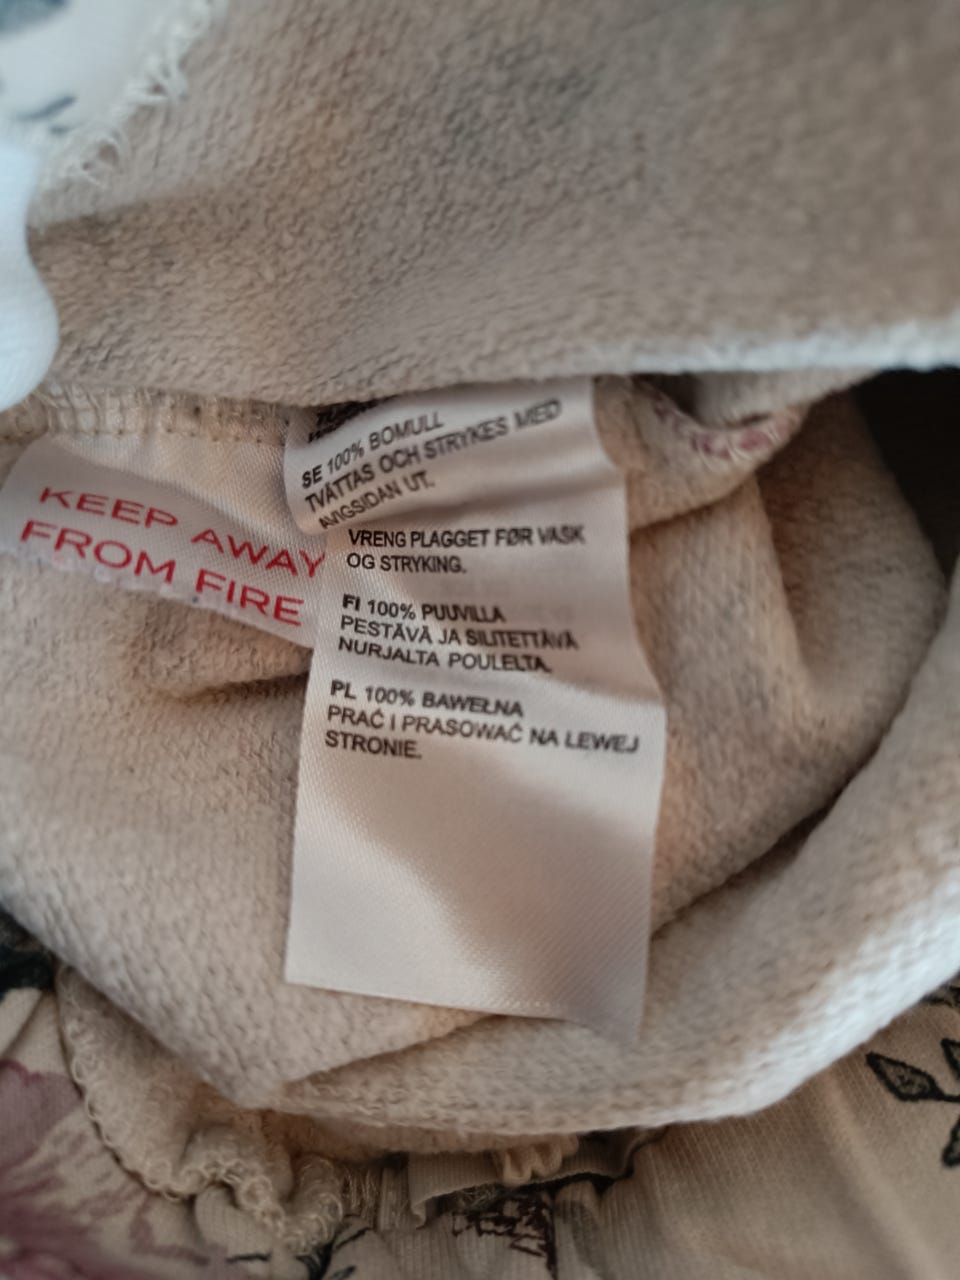 KEEP AWAY
FROM FIRE
SE 100% BOMULL
TVÄTTAS OCH STRYKES MED
AVIGSIDAN UT.
VRENG PLAGGET FØR VASK
OG STRYKING.
FI 100% PUUVILLA
PESTÄVÄ JA SILITETTÄVÄ
NURJALTA POULELTA.
PL 100% BAWEŁNA
PRAĆ I PRASOWAĆ NA LEWEJ
STRONIE.